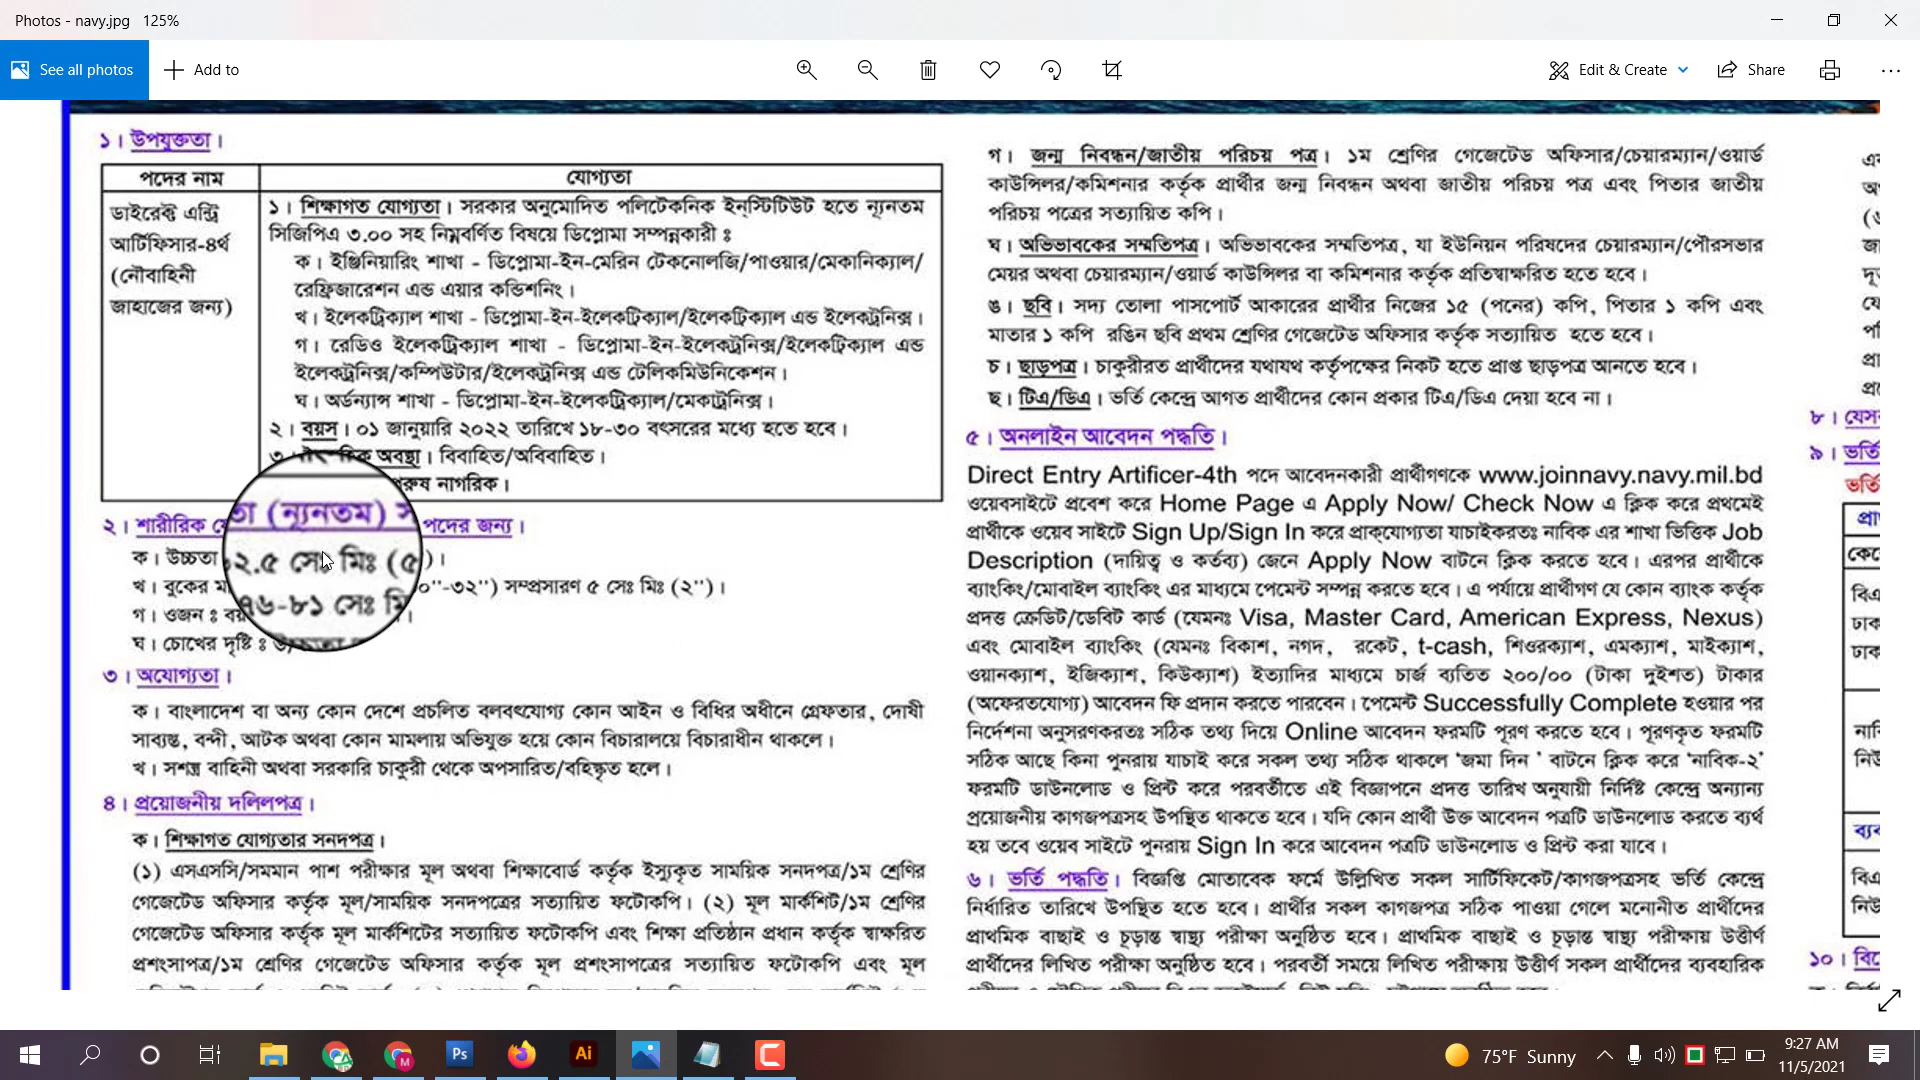 Photos - navy.jpg 125%
See all photos
Add to
Edit & Create
Share
১। উপযুক্ততা।
পদের নাম
যোগ্যতা
ডাইরেক্ট এন্ট্রি
আর্টিফিসার-৪র্থ
(নৌবাহিনী
জাহাজের জন্য)
১। শিক্ষাগত যোগ্যতা। সরকার অনুমোদিত পলিটেকনিক ইন্‌স্টিটিউট হতে ন্যূনতম
সিজিপিএ ৩.০০ সহ নিম্নবর্ণিত বিষয়ে ডিপ্লোমা সম্পন্নকারী ঃ
ক। ইঞ্জিনিয়ারিং শাখা - ডিপ্লোমা-ইন-মেরিন টেকনোলজি/পাওয়ার/মেকানিক্যাল/
রেফ্রিজারেশন এন্ড এয়ার কন্ডিশনিং।
খ। ইলেকট্রিক্যাল শাখা - ডিপ্লোমা-ইন-ইলেকট্রিক্যাল/ইলেকট্রিক্যাল এন্ড ইলেকট্রনিক্স।
গ। রেডিও ইলেকট্রিক্যাল শাখা - ডিপ্লোমা-ইন-ইলেকট্রনিক্স/ইলেকট্রিক্যাল এন্ড
ইলেকট্রনিক্স/কম্পিউটার/ইলেকট্রনিক্স এন্ড টেলিকমিউনিকেশন।
ঘ। অর্ডন্যান্স শাখা - ডিপ্লোমা-ইন-ইলেকট্রিক্যাল/মেকাট্রনিক্স।
২। বয়স। ০১ জানুয়ারি ২০২২ তারিখে ১৮-৩০ বৎসরের মধ্যে হতে হবে।
৩। অবস্থা। বিবাহিত/অবিবাহিত।
নাগরিক।
২। শারীরিক (ন্যূনতম) পদের জন্য।
ক। উচ্চতা ২.৫ সেঃ মিঃ (৫ )।
খ। বুকের ৭৬-৮১ সেঃ মি ০"-৩২") সম্প্রসারণ ৫ সেঃ মিঃ (২")।
গ। ওজন ঃ
ঘ। চোখের দৃষ্টি ঃ
৩। অযোগ্যতা।
ক। বাংলাদেশ বা অন্য কোন দেশে প্রচলিত বলবৎযোগ্য কোন আইন ও বিধির অধীনে গ্রেফতার, দোষী
সাব্যস্ত, বন্দী, আটক অথবা কোন মামলায় অভিযুক্ত হয়ে কোন বিচারালয়ে বিচারাধীন থাকলে।
খ। সশস্ত্র বাহিনী অথবা সরকারি চাকুরী থেকে অপসারিত/বহিষ্কৃত হলে।
৪। প্রয়োজনীয় দলিলপত্র।
ক। শিক্ষাগত যোগ্যতার সনদপত্র।
(১) এসএসসি/সমমান পাশ পরীক্ষার মূল অথবা শিক্ষাবোর্ড কর্তৃক ইস্যুকৃত সাময়িক সনদপত্র/১ম শ্রেণির
গেজেটেড অফিসার কর্তৃক মূল/সাময়িক সনদপত্রের সত্যায়িত ফটোকপি। (২) মূল মার্কশিট/১ম শ্রেণির
গেজেটেড অফিসার কর্তৃক মূল মার্কশিটের সত্যায়িত ফটোকপি এবং শিক্ষা প্রতিষ্ঠান প্রধান কর্তৃক স্বাক্ষরিত
প্রশংসাপত্র/১ম শ্রেণির গেজেটেড অফিসার কর্তৃক মূল প্রশংসাপত্রের সত্যায়িত ফটোকপি এবং মূল
গ। জন্ম নিবন্ধন/জাতীয় পরিচয় পত্র। ১ম শ্রেণির গেজেটেড অফিসার/চেয়ারম্যান/ওয়ার্ড
কাউন্সিলর/কমিশনার কর্তৃক প্রার্থীর জন্ম নিবন্ধন অথবা জাতীয় পরিচয় পত্র এবং পিতার জাতীয়
পরিচয় পত্রের সত্যায়িত কপি।
ঘ। অভিভাবকের সম্মতিপত্র। অভিভাবকের সম্মতিপত্র, যা ইউনিয়ন পরিষদের চেয়ারম্যান/পৌরসভার
মেয়র অথবা চেয়ারম্যান/ওয়ার্ড কাউন্সিলর বা কমিশনার কর্তৃক প্রতিস্বাক্ষরিত হতে হবে।
ঙ। ছবি। সদ্য তোলা পাসপোর্ট আকারের প্রার্থীর নিজের ১৫ (পনের) কপি, পিতার ১ কপি এবং
মাতার ১ কপি রঙিন ছবি প্রথম শ্রেণির গেজেটেড অফিসার কর্তৃক সত্যায়িত হতে হবে।
চ। ছাড়পত্র। চাকুরীরত প্রার্থীদের যথাযথ কর্তৃপক্ষের নিকট হতে প্রাপ্ত ছাড়পত্র আনতে হবে।
ছ। টিএ/ডিএ। ভর্তি কেন্দ্রে আগত প্রার্থীদের কোন প্রকার টিএ/ডিএ দেয়া হবে না।
৫। অনলাইন আবেদন পদ্ধতি।
Direct Entry Artificer-4th পদে আবেদনকারী প্রার্থীগণকে www.joinnavy.navy.mil.bd
ওয়েবসাইটে প্রবেশ করে Home Page এ Apply Now/ Check Now এ ক্লিক করে প্রথমেই
প্রার্থীকে ওয়েব সাইটে Sign Up/Sign In করে প্রাক্‌যোগ্যতা যাচাইকরতঃ নাবিক এর শাখা ভিত্তিক Job
Description (দায়িত্ব ও কর্তব্য) জেনে Apply Now বাটনে ক্লিক করতে হবে। এরপর প্রার্থীকে
ব্যাংকিং/মোবাইল ব্যাংকিং এর মাধ্যমে পেমেন্ট সম্পন্ন করতে হবে। এ পর্যায়ে প্রার্থীগণ যে কোন ব্যাংক কর্তৃক
প্রদত্ত ক্রেডিট/ডেবিট কার্ড (যেমনঃ Visa, Master Card, American Express, Nexus)
এবং মোবাইল ব্যাংকিং (যেমনঃ বিকাশ, নগদ, রকেট, t-cash, শিওরক্যাশ, এমক্যাশ, মাইক্যাশ,
ওয়ানক্যাশ, ইজিক্যাশ, কিউক্যাশ) ইত্যাদির মাধ্যমে চার্জ ব্যতিত ২০০/০০ (টাকা দুইশত) টাকার
(অফেরতযোগ্য) আবেদন ফি প্রদান করতে পারবেন। পেমেন্ট Successfully Complete হওয়ার পর
নির্দেশনা অনুসরণকরতঃ সঠিক তথ্য দিয়ে Online আবেদন ফরমটি পূরণ করতে হবে। পূরণকৃত ফরমটি
সঠিক আছে কিনা পুনরায় যাচাই করে সকল তথ্য সঠিক থাকলে 'জমা দিন ' বাটনে ক্লিক করে 'নাবিক-২'
ফরমটি ডাউনলোড ও প্রিন্ট করে পরবর্তীতে এই বিজ্ঞাপনে প্রদত্ত তারিখ অনুযায়ী নির্দিষ্ট কেন্দ্রে অন্যান্য
প্রয়োজনীয় কাগজপত্রসহ উপস্থিত থাকতে হবে। যদি কোন প্রার্থী উক্ত আবেদন পত্রটি ডাউনলোড করতে ব্যর্থ
হয় তবে ওয়েব সাইটে পুনরায় Sign In করে আবেদন পত্রটি ডাউনলোড ও প্রিন্ট করা যাবে।
৬। ভর্তি পদ্ধতি। বিজ্ঞপ্তি মোতাবেক ফর্মে উল্লিখিত সকল সার্টিফিকেট/কাগজপত্রসহ ভর্তি কেন্দ্রে
নির্ধারিত তারিখে উপস্থিত হতে হবে। প্রার্থীর সকল কাগজপত্র সঠিক পাওয়া গেলে মনোনীত প্রার্থীদের
প্রাথমিক বাছাই ও চূড়ান্ত স্বাস্থ্য পরীক্ষা অনুষ্ঠিত হবে। প্রাথমিক বাছাই ও চূড়ান্ত স্বাস্থ্য পরীক্ষায় উত্তীর্ণ
প্রার্থীদের লিখিত পরীক্ষা অনুষ্ঠিত হবে। পরবর্তী সময়ে লিখিত পরীক্ষায় উত্তীর্ণ সকল প্রার্থীদের ব্যবহারিক
৮।
৯। ভর্তি
ভর্তি
১০।
75°F Sunny
9:27 AM
11/5/2021